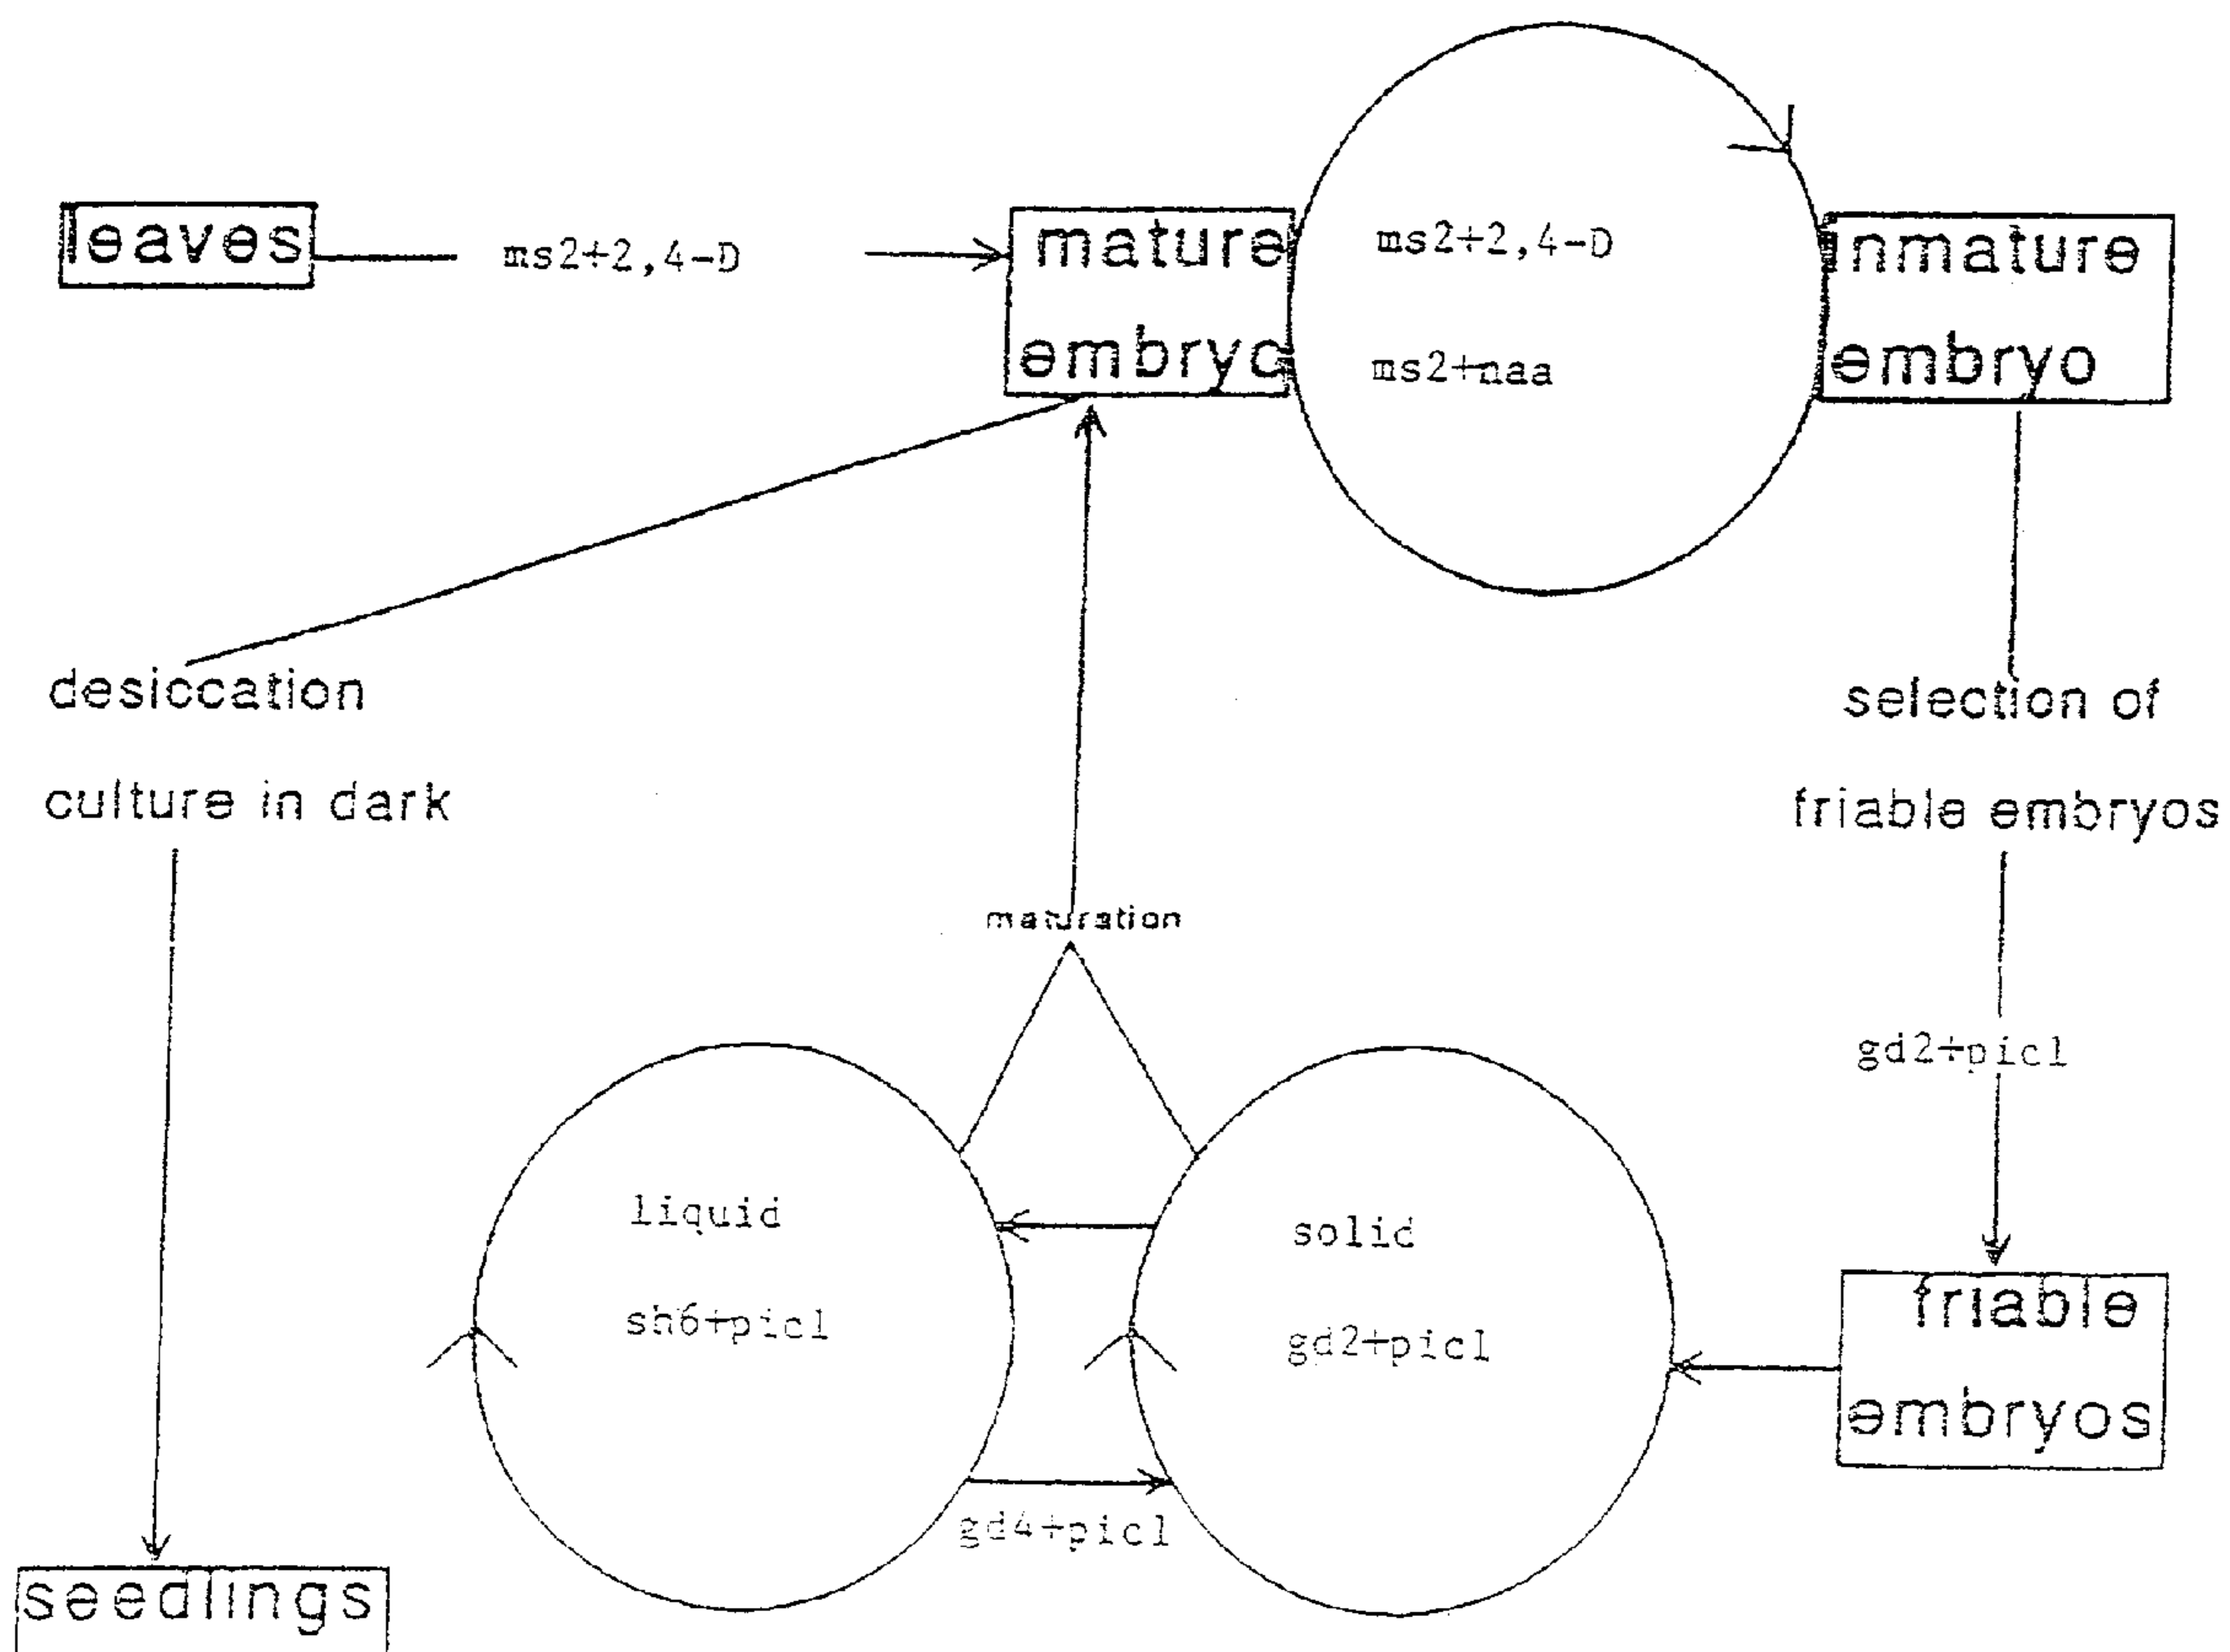 leaves
ms2+2,4-D
mature
embryo
ms2+2,4-D
ms2+naa
inmature
embryo
desiccation
culture in dark
selection of
friable embryos
maturation
gd2+picl
liquid
sh6+picl
solid
gd2+picl
friable
embryos
gd4+picl
seedlings